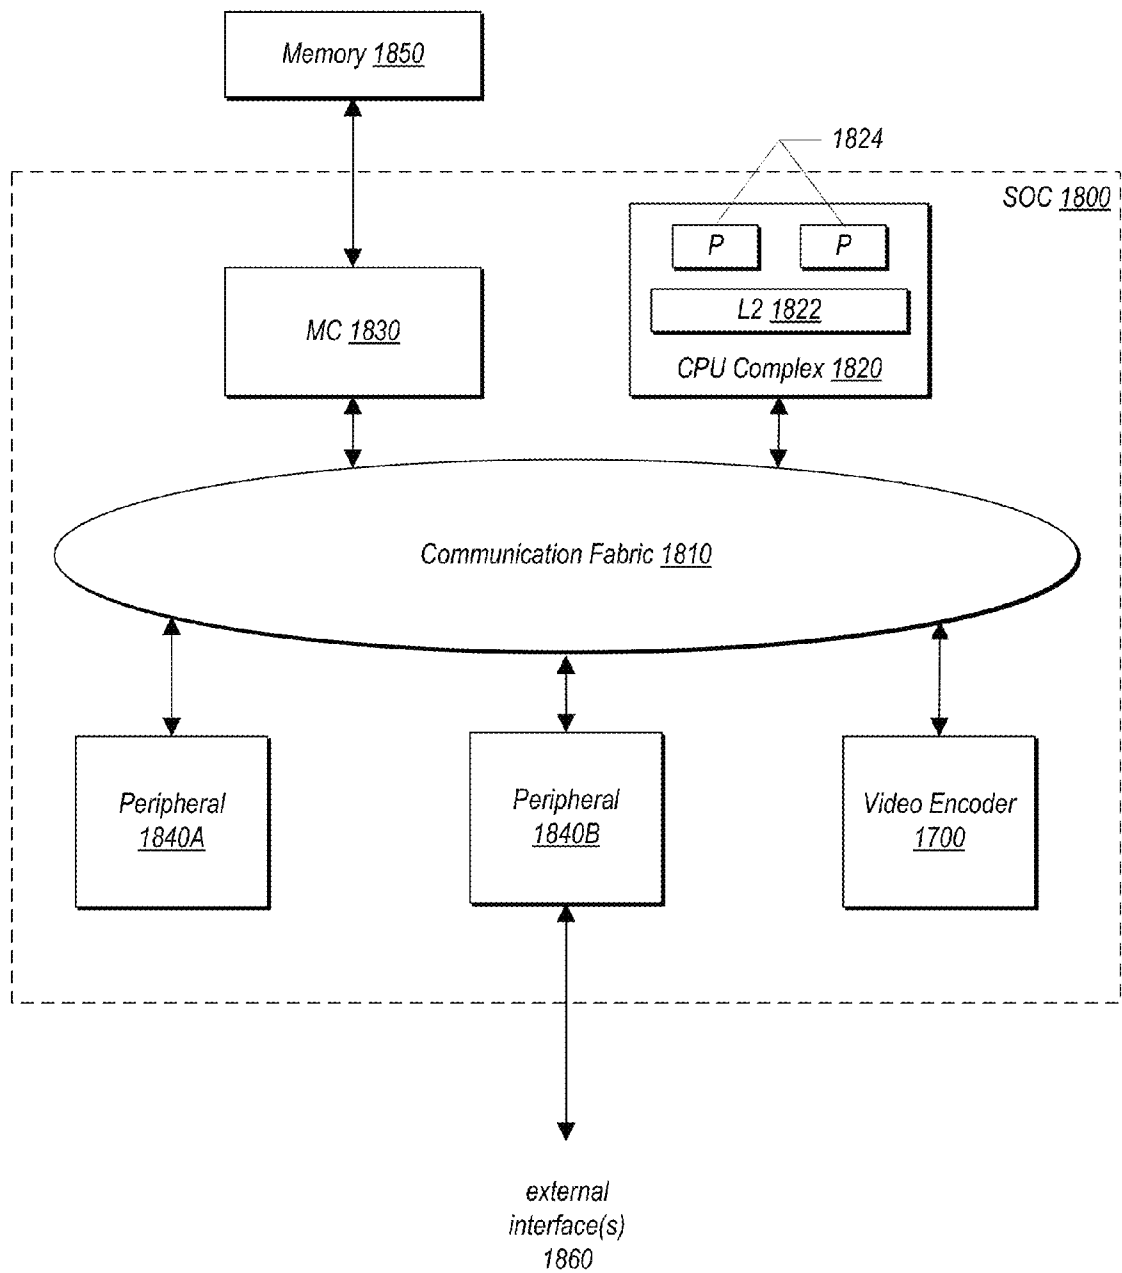 Memory 1850
1824
SOC 1800
P
P
L2 1822
MC 1830
CPU Complex 1820
Communication Fabric 1810
Peripheral
1840A
Peripheral
1840B
Video Encoder
1700
external
interface(s)
1860